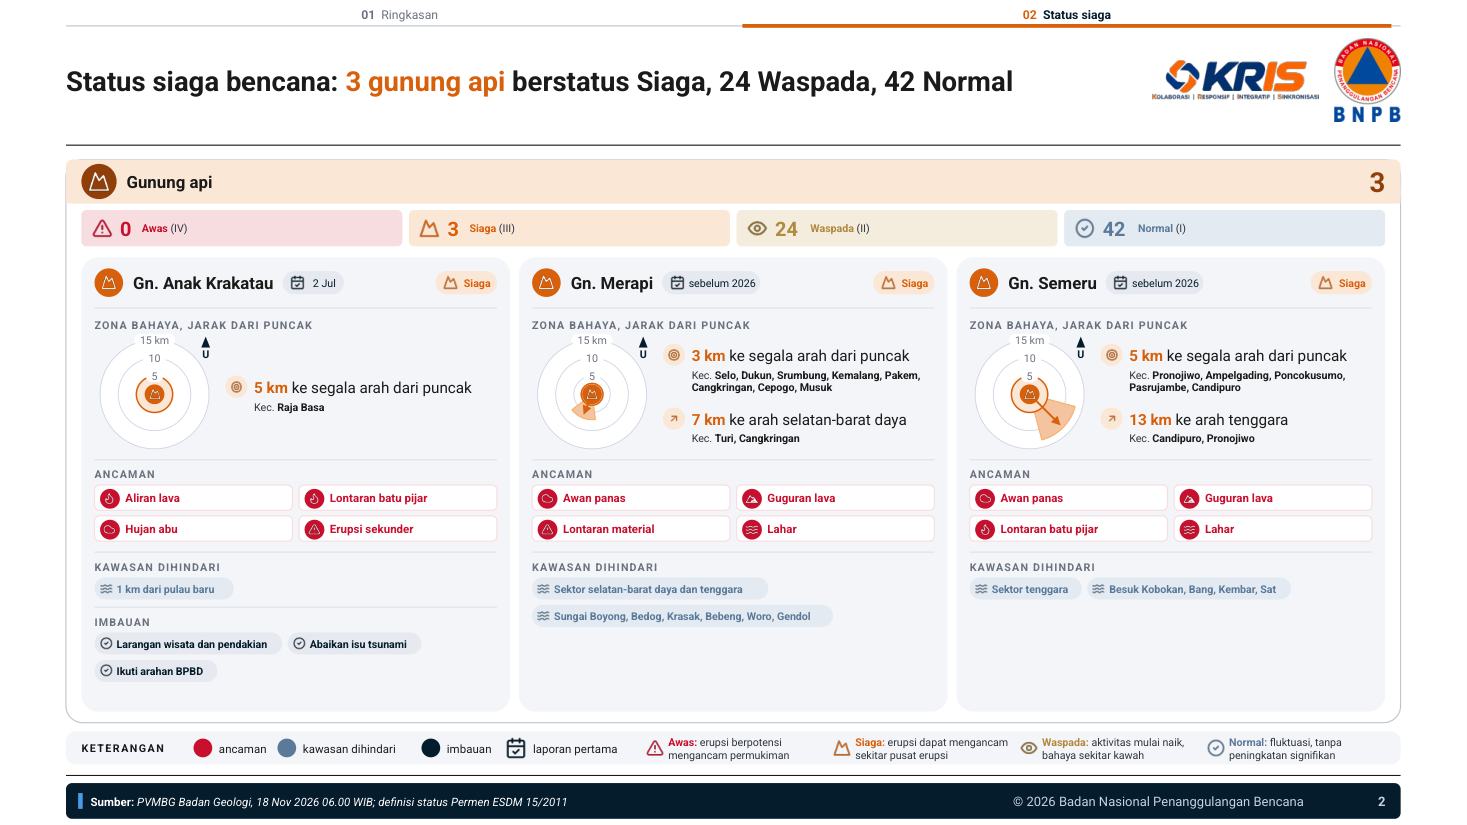 01 Ringkasan
02 Status siaga
Status siaga bencana: 3 gunung api berstatus Siaga, 24 Waspada, 42 Normal
KRIS
KOLABORASI | RESPONSIF | INTEGRATIF | SINKRONISASI
BADAN NASIONAL PENANGGULANGAN BENCANA
BNPB
Gunung api
3
0 Awas (IV)
3 Siaga (III)
24 Waspada (II)
42 Normal (I)
Gn. Anak Krakatau
2 Jul
Siaga
ZONA BAHAYA, JARAK DARI PUNCAK
15 km
10
5
U
5 km ke segala arah dari puncak
Kec. Raja Basa
ANCAMAN
Aliran lava
Lontaran batu pijar
Hujan abu
Erupsi sekunder
KAWASAN DIHINDARI
1 km dari pulau baru
IMBAUAN
Larangan wisata dan pendakian
Abaikan isu tsunami
Ikuti arahan BPBD
Gn. Merapi
sebelum 2026
Siaga
ZONA BAHAYA, JARAK DARI PUNCAK
15 km
10
5
U
3 km ke segala arah dari puncak
Kec. Selo, Dukun, Srumbung, Kemalang, Pakem,
Cangkringan, Cepogo, Musuk
7 km ke arah selatan-barat daya
Kec. Turi, Cangkringan
ANCAMAN
Awan panas
Guguran lava
Lontaran material
Lahar
KAWASAN DIHINDARI
Sektor selatan-barat daya dan tenggara
Sungai Boyong, Bedog, Krasak, Bebeng, Woro, Gendol
Gn. Semeru
sebelum 2026
Siaga
ZONA BAHAYA, JARAK DARI PUNCAK
15 km
10
5
U
5 km ke segala arah dari puncak
Kec. Pronojiwo, Ampelgading, Poncokusumo,
Pasrujambe, Candipuro
13 km ke arah tenggara
Kec. Candipuro, Pronojiwo
ANCAMAN
Awan panas
Guguran lava
Lontaran batu pijar
Lahar
KAWASAN DIHINDARI
Sektor tenggara
Besuk Kobokan, Bang, Kembar, Sat
KETERANGAN
ancaman
kawasan dihindari
imbauan
laporan pertama
Awas: erupsi berpotensi
mengancam permukiman
Siaga: erupsi dapat mengancam
sekitar pusat erupsi
Waspada: aktivitas mulai naik,
bahaya sekitar kawah
Normal: fluktuasi, tanpa
peningkatan signifikan
Sumber: PVMBG Badan Geologi, 18 Nov 2026 06.00 WIB; definisi status Permen ESDM 15/2011
© 2026 Badan Nasional Penanggulangan Bencana
2